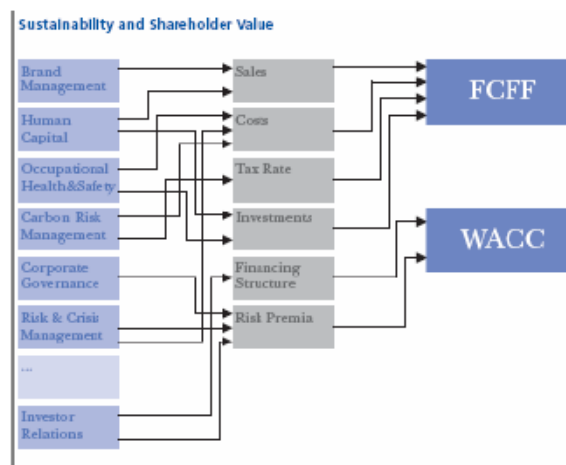 Sustainability and Shareholder Value
Brand
Management
Human
Capital
Occupational
Health&Safety
Carbon Risk
Management
Corporate
Governance
Risk & Crisis
Management
...
Investor
Relations
Sales
Costs
Tax Rate
Investments
Financing
Structure
Risk Premia
FCFF
WACC